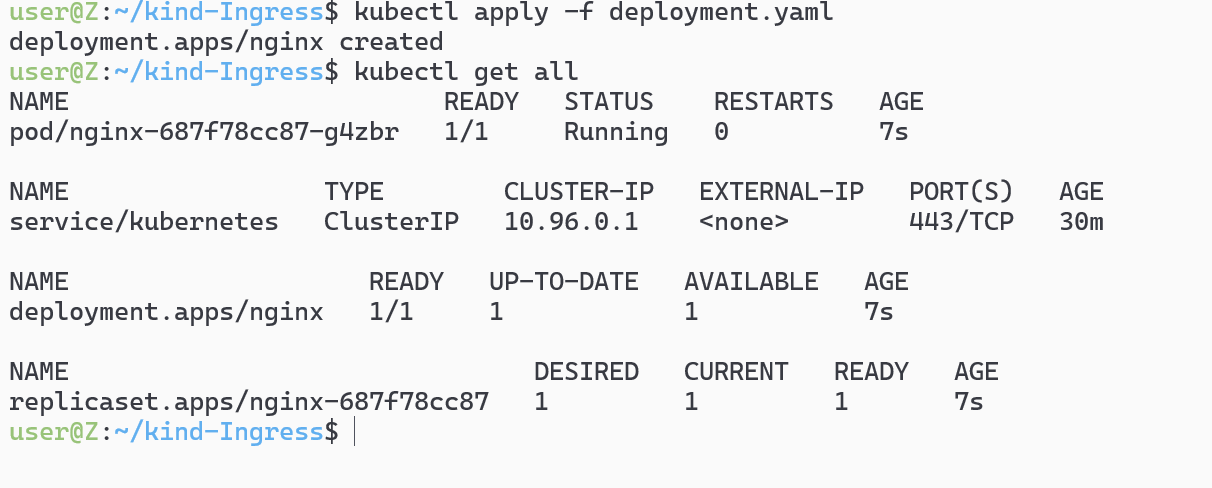 user@Z:~/kind-Ingress$ kubectl apply -f deployment.yaml
deployment.apps/nginx created
user@Z:~/kind-Ingress$ kubectl get all
NAME                         READY   STATUS    RESTARTS   AGE
pod/nginx-687f78cc87-g4zbr   1/1     Running   0          7s

NAME                 TYPE        CLUSTER-IP   EXTERNAL-IP   PORT(S)   AGE
service/kubernetes   ClusterIP   10.96.0.1    <none>        443/TCP   30m

NAME                    READY   UP-TO-DATE   AVAILABLE   AGE
deployment.apps/nginx   1/1     1            1           7s

NAME                               DESIRED   CURRENT   READY   AGE
replicaset.apps/nginx-687f78cc87   1         1         1       7s
user@Z:~/kind-Ingress$